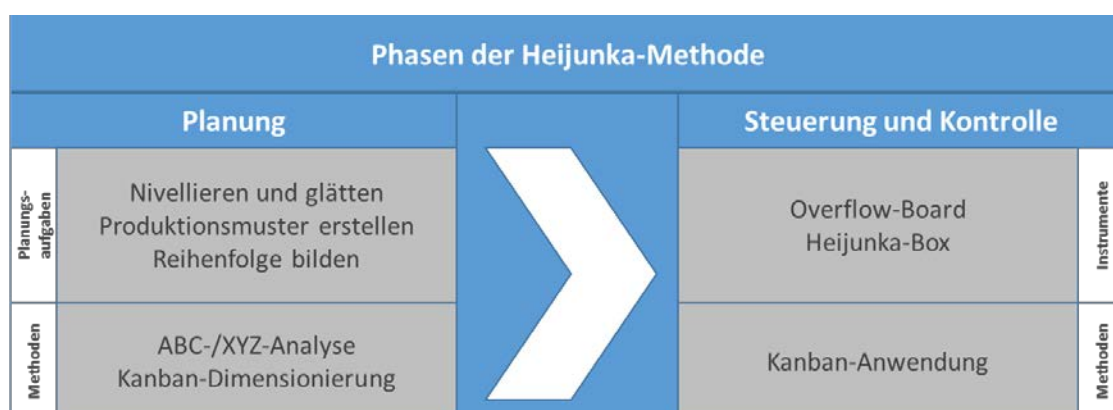 Phasen der Heijunka-Methode
Planung
Steuerung und Kontrolle
Planungs-
aufgaben
Nivellieren und glätten
Produktionsmuster erstellen
Reihenfolge bilden
Overflow-Board
Heijunka-Box
Instrumente
Methoden
ABC-/XYZ-Analyse
Kanban-Dimensionierung
Kanban-Anwendung
Methoden